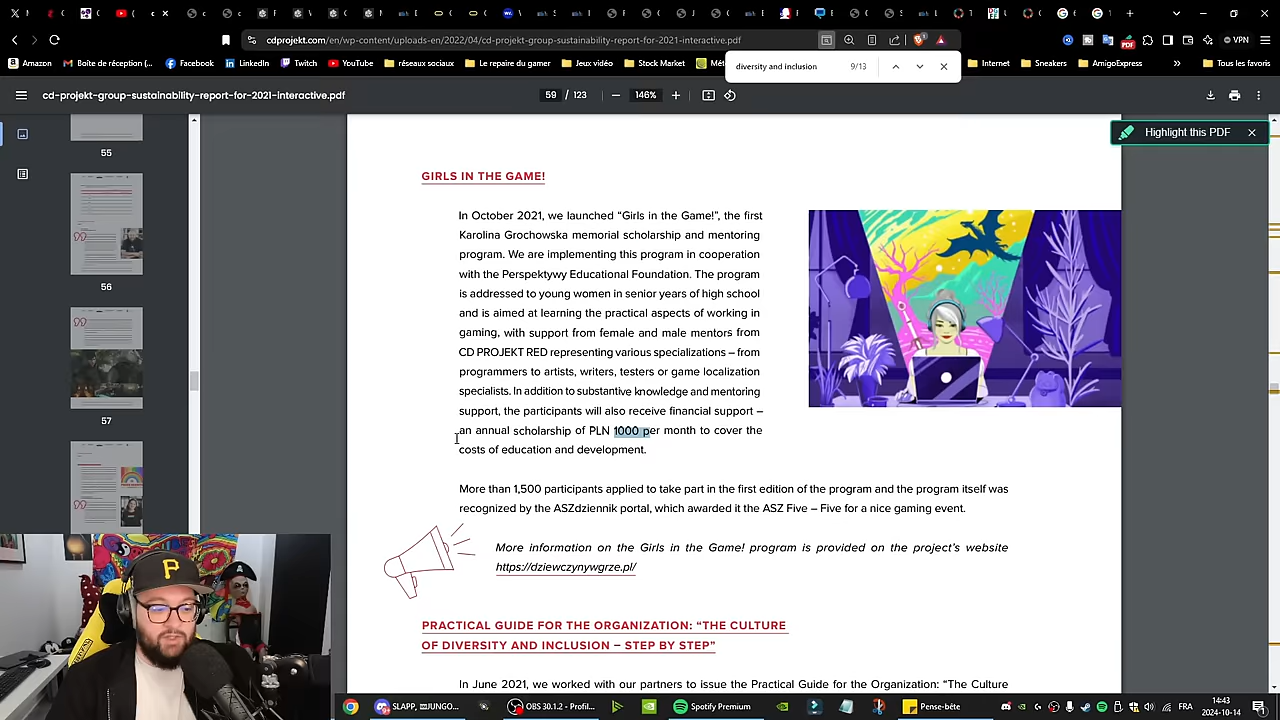 cdprojekt.com/en/wp-content/uploads-en/2022/04/cd-projekt-group-sustainability-report-for-2021-interactive.pdf
VPN
amazon
Boîte de réception (...
Facebook
LinkedIn
Twitch
YouTube
réseaux sociaux
Le repaire du gamer
Jeux vidéo
Stock Market
Internet
Sneakers
AmigoExpress
Tous les favoris
diversity and inclusion
9/13
cd-projekt-group-sustainability-report-for-2021-interactive.pdf
59 / 123
146%
Highlight this PDF
55
56
57
GIRLS IN THE GAME!
In October 2021, we launched “Girls in the Game!”, the first
Karolina Grochowska memorial scholarship and mentoring
program. We are implementing this program in cooperation
with the Perspektywy Educational Foundation. The program
is addressed to young women in senior years of high school
and is aimed at learning the practical aspects of working in
gaming, with support from female and male mentors from
CD PROJEKT RED representing various specializations – from
programmers to artists, writers, testers or game localization
specialists. In addition to substantive knowledge and mentoring
support, the participants will also receive financial support –
an annual scholarship of PLN 1000 per month to cover the
costs of education and development.
More than 1,500 participants applied to take part in the first edition of the program and the program itself was
recognized by the ASZdziennik portal, which awarded it the ASZ Five – Five for a nice gaming event.
More information on the Girls in the Game! program is provided on the project’s website
https://dziewczynywgrze.pl/
PRACTICAL GUIDE FOR THE ORGANIZATION: “THE CULTURE
OF DIVERSITY AND INCLUSION – STEP BY STEP”
In June 2021, we worked with our partners to issue the Practical Guide for the Organization: “The Culture
P
SLAPP,
OBS 30.1.2 - Profil...
Spotify Premium
Pense-bête
FRA
14:43
2024-10-14